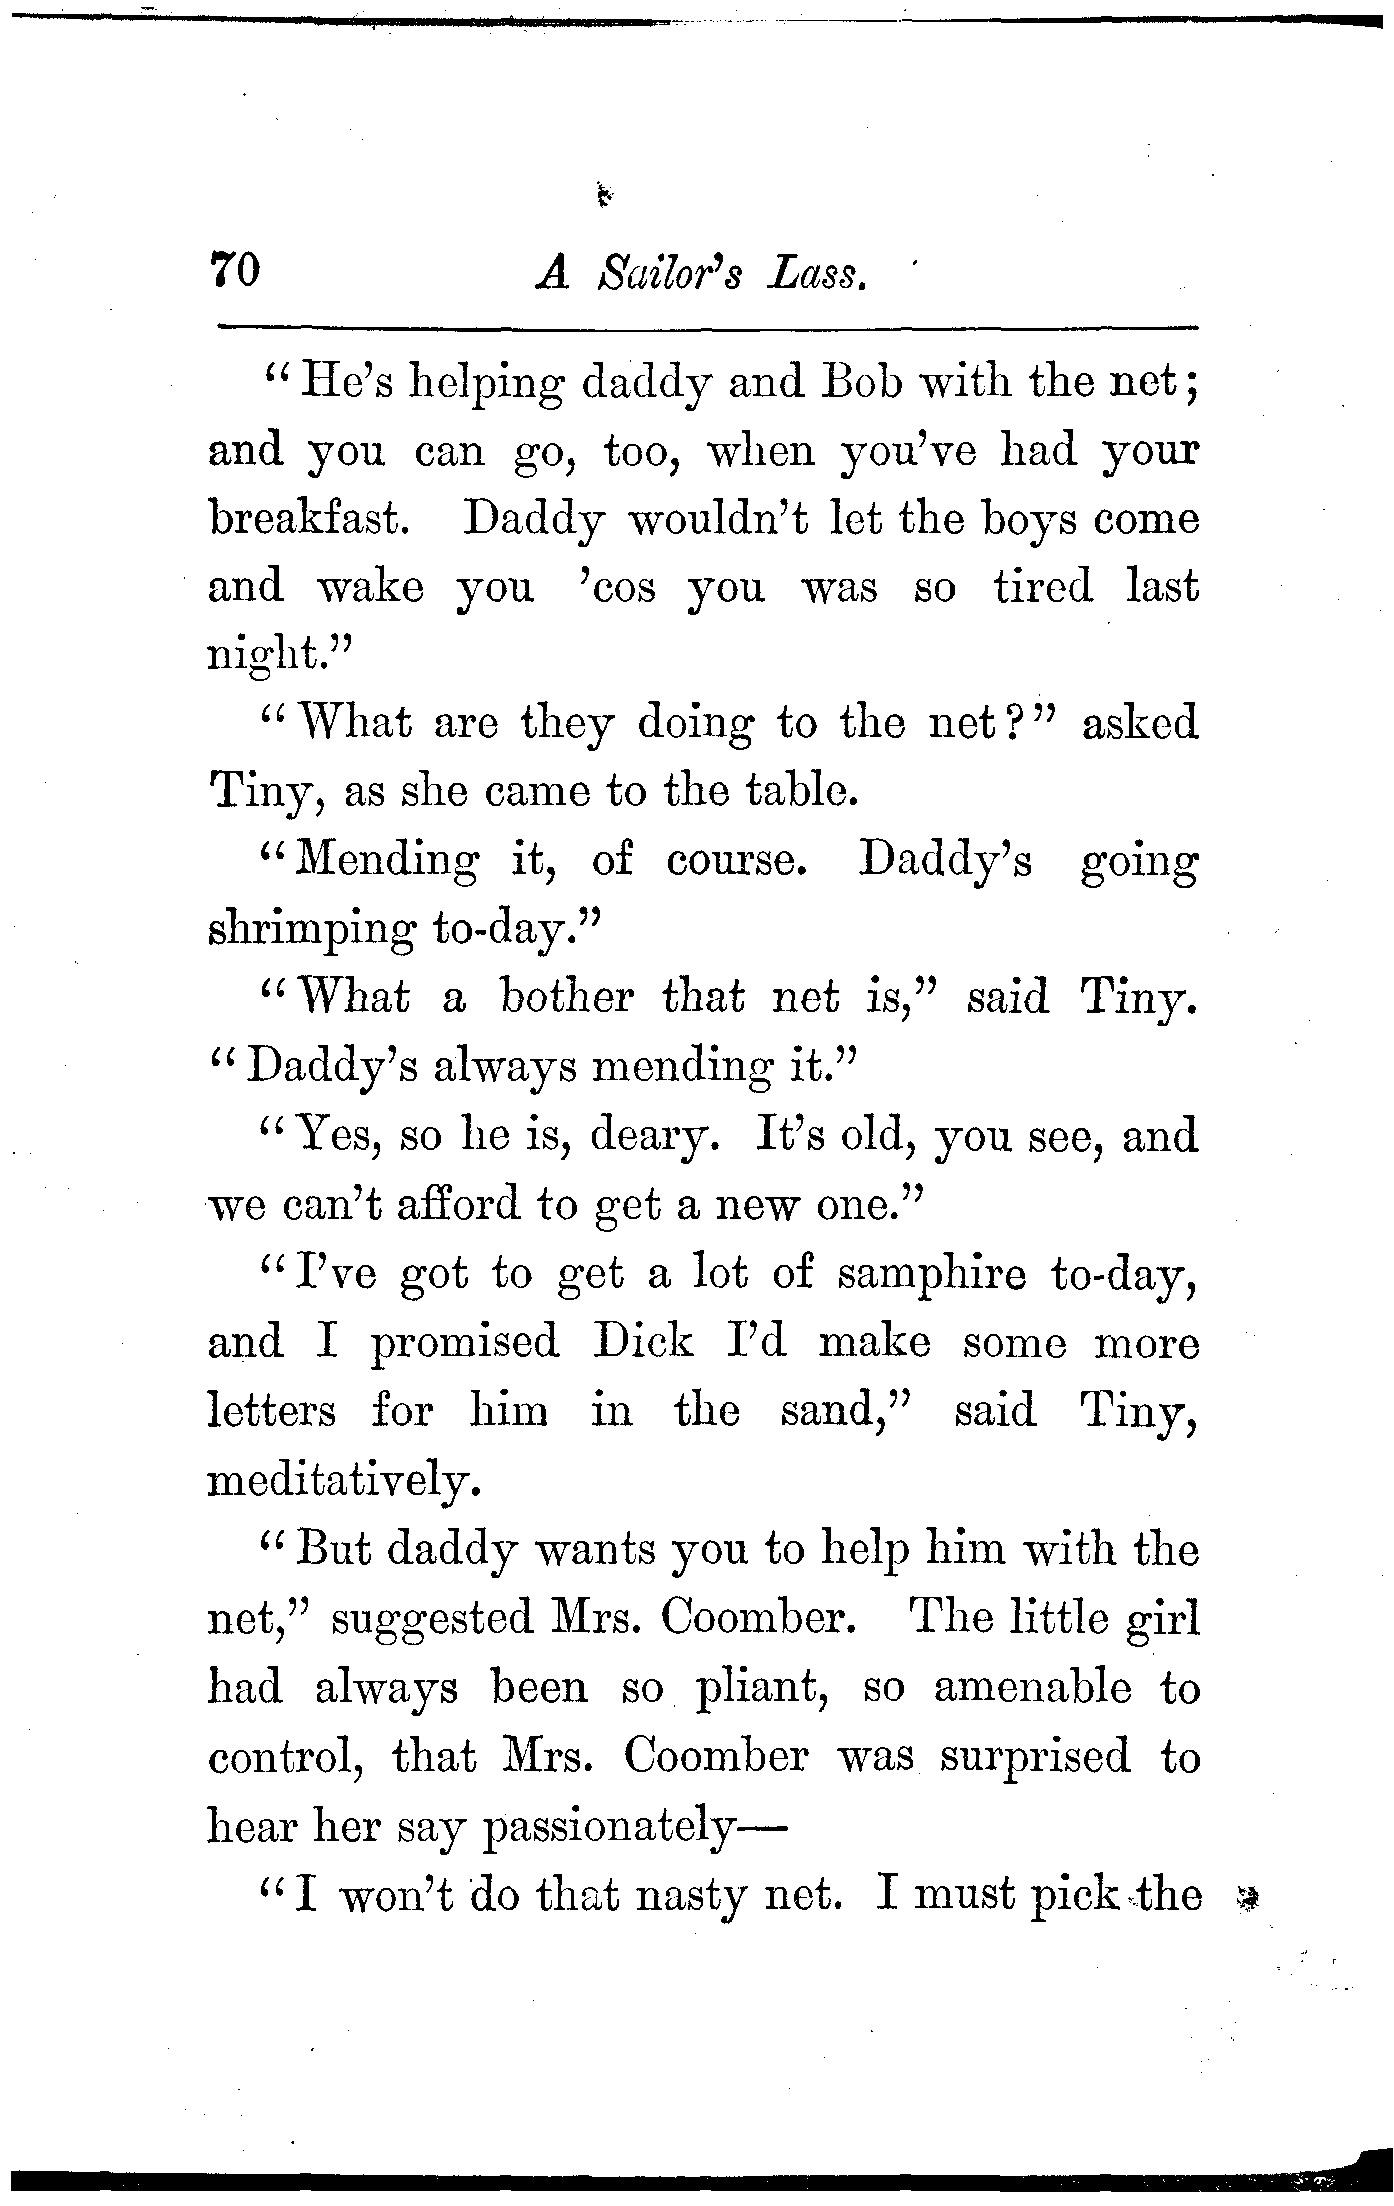 70 A Sailor's Lass.
"He's helping daddy and Bob with the net;
and you can go, too, when you've had your
breakfast. Daddy wouldn't let the boys come
and wake you 'cos you was so tired last
night."
"What are they doing to the net?" asked
Tiny, as she came to the table.
"Mending it, of course. Daddy's going
shrimping to-day."
"What a bother that net is," said Tiny.
"Daddy's always mending it."
"Yes, so he is, deary. It's old, you see, and
we can't afford to get a new one."
"I've got to get a lot of samphire to-day,
and I promised Dick I'd make some more
letters for him in the sand," said Tiny,
meditatively.
"But daddy wants you to help him with the
net," suggested Mrs. Coomber. The little girl
had always been so pliant, so amenable to
control, that Mrs. Coomber was surprised to
hear her say passionately—
"I won't do that nasty net. I must pick the